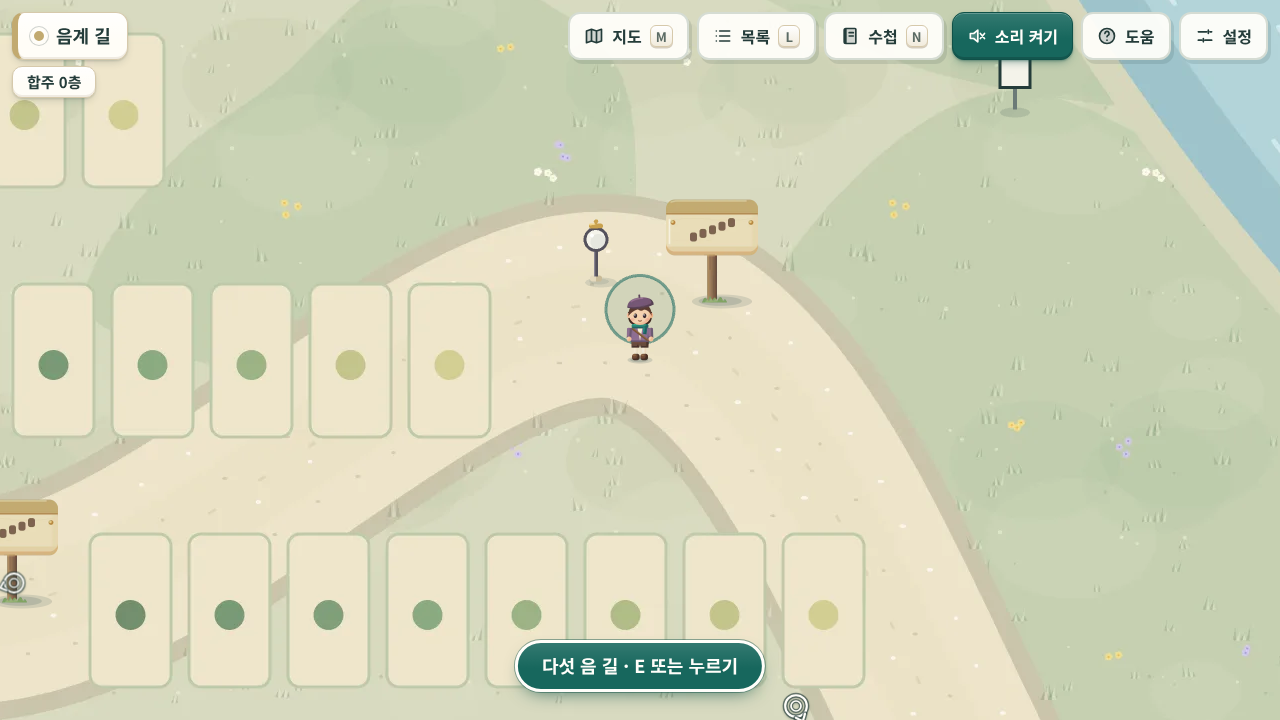 음계 길
지도 M
목록 L
수첩 N
소리 켜기
도움
설정
합주 0층
다섯 음 길 · E 또는 누르기